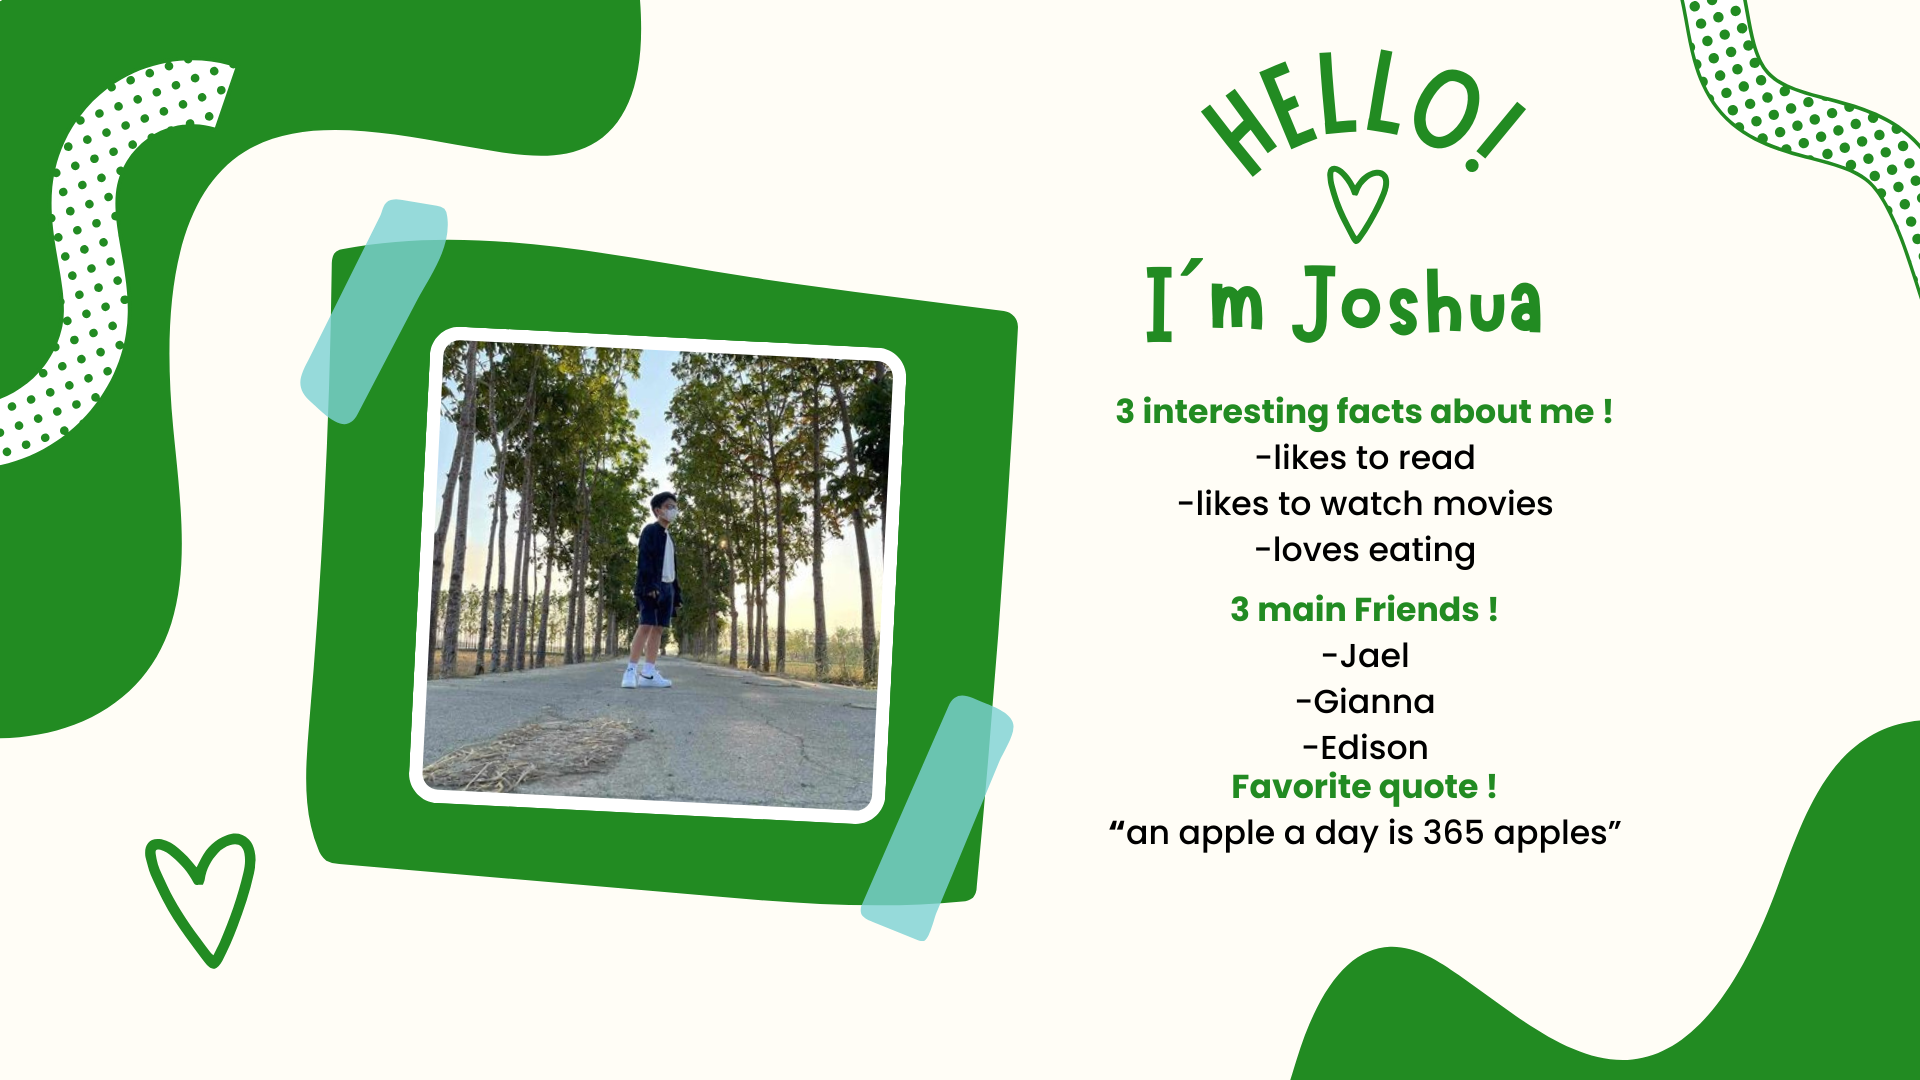 HELLO!
I´m Joshua
3 interesting facts about me !
-likes to read
-likes to watch movies
-loves eating
3 main Friends !
-Jael
-Gianna
-Edison
Favorite quote !
“an apple a day is 365 apples”